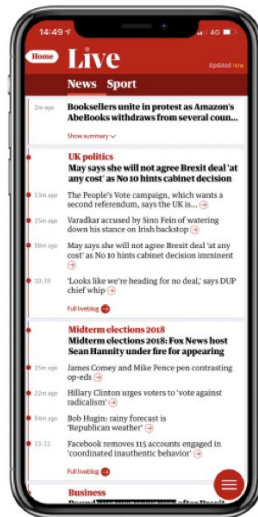 14:49
4G
Home
Live
Updated now
News Sport
2m ago
Booksellers unite in protest as Amazon's
AbeBooks withdraws from several coun...
Show summary
UK politics
May says she will not agree Brexit deal 'at
any cost' as No 10 hints cabinet decision
13m ago
The People's Vote campaign, which wants a
second referendum, says the UK is...
15m ago
Varadkar accused by Sinn Fein of watering
down his stance on Irish backstop
58m ago
May says she will not agree Brexit deal 'at any
cost' as No 10 hints cabinet decision imminent
10:39
'Looks like we're heading for no deal,' says DUP
chief whip
Full liveblog
Midterm elections 2018
Midterm elections 2018: Fox News host
Sean Hannity under fire for appearing
15m ago
James Comey and Mike Pence pen contrasting
op-eds
22m ago
Hillary Clinton urges voters to 'vote against
radicalism'
54m ago
Bob Hugin: rainy forecast is
'Republican weather'
13:15
Facebook removes 115 accounts engaged in
'coordinated inauthentic behavior'
Full liveblog
Business